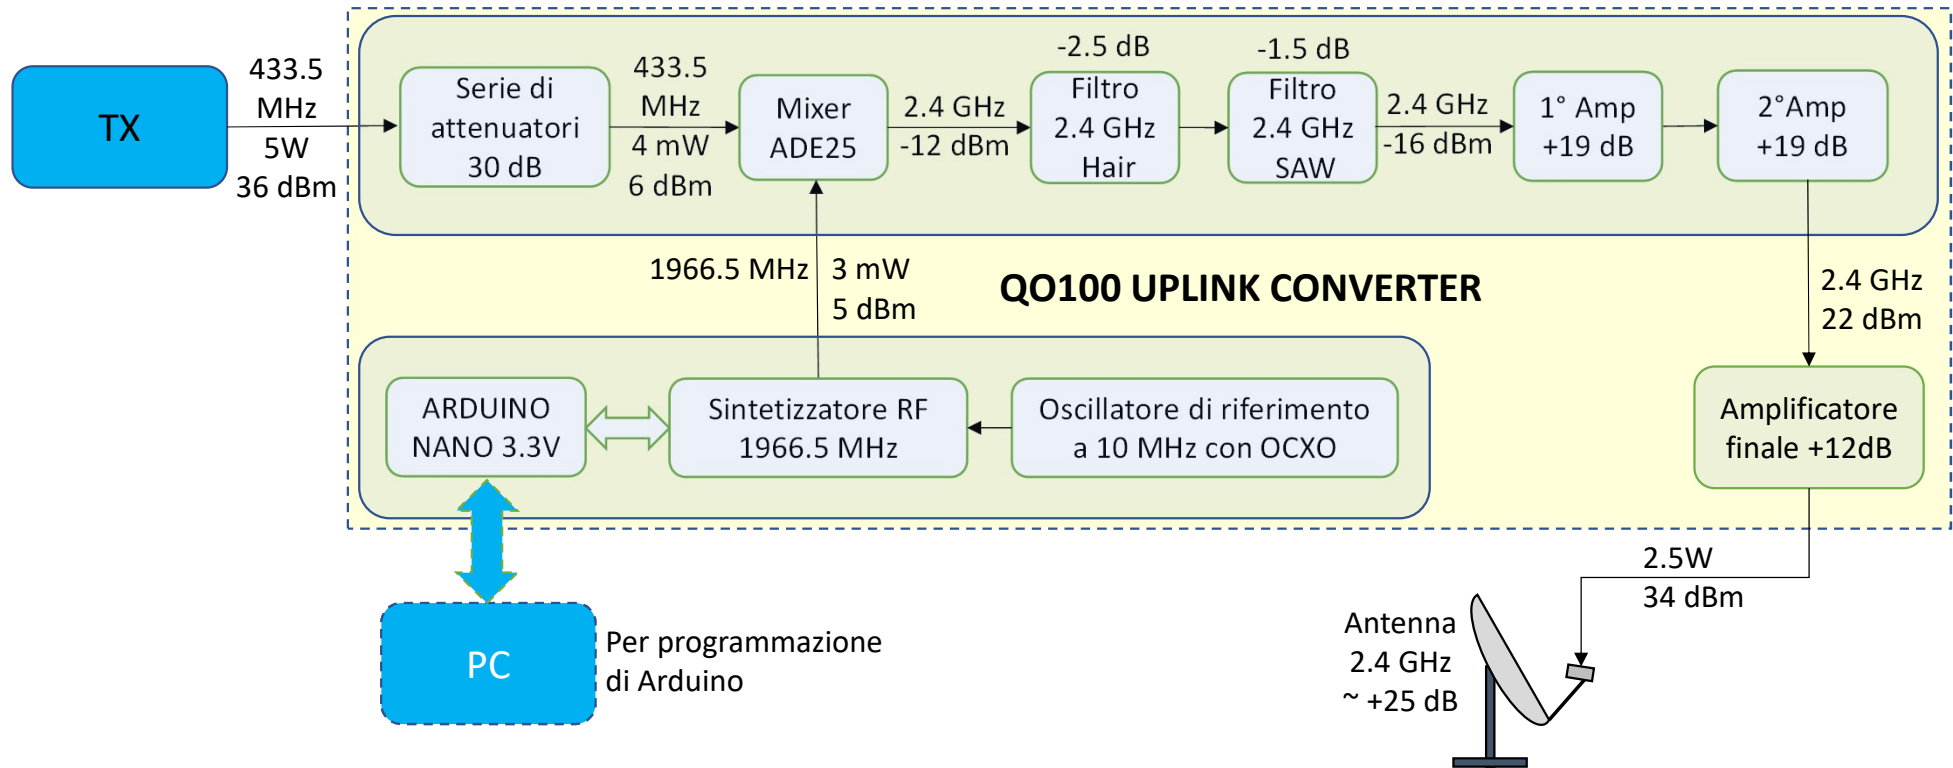 TX
433.5
MHz
5W
36 dBm
Serie di
attenuatori
30 dB
433.5
MHz
4 mW
6 dBm
Mixer
ADE25
2.4 GHz
-12 dBm
-2.5 dB
Filtro
2.4 GHz
Hair
-1.5 dB
Filtro
2.4 GHz
SAW
2.4 GHz
-16 dBm
1° Amp
+19 dB
2°Amp
+19 dB
1966.5 MHz
3 mW
5 dBm
QO100 UPLINK CONVERTER
2.4 GHz
22 dBm
ARDUINO
NANO 3.3V
Sintetizzatore RF
1966.5 MHz
Oscillatore di riferimento
a 10 MHz con OCXO
Amplificatore
finale +12dB
2.5W
34 dBm
PC
Per programmazione
di Arduino
Antenna
2.4 GHz
~ +25 dB